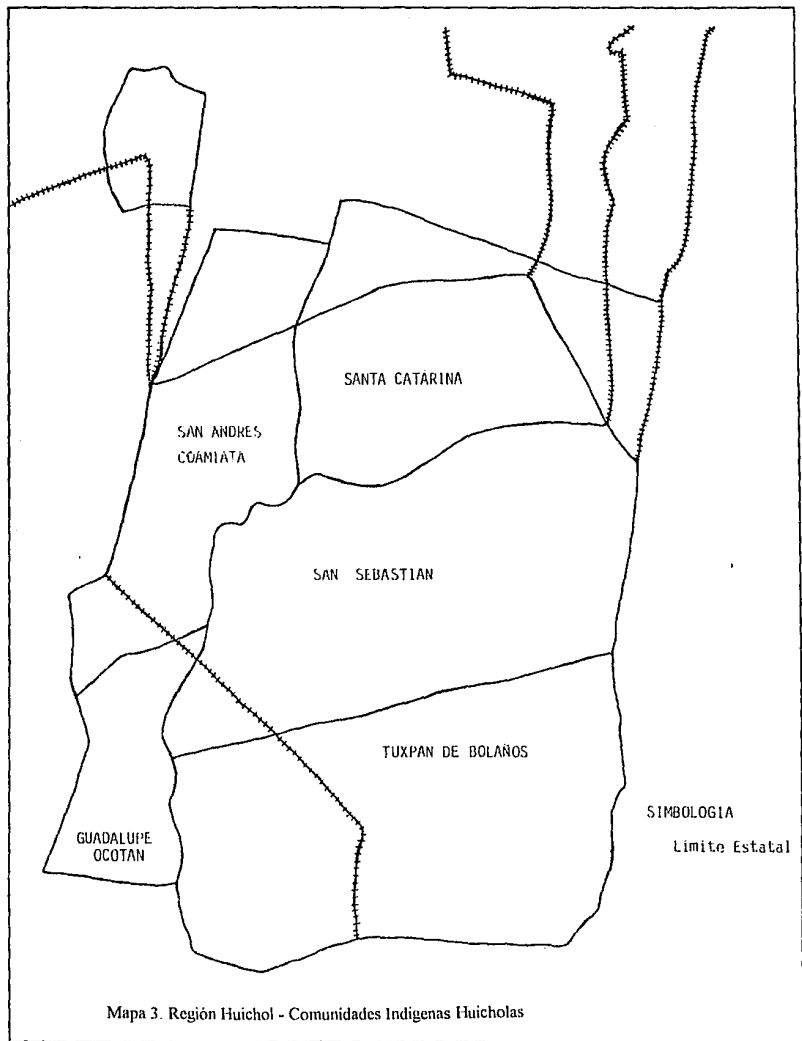 SANTA CATARINA
SAN ANDRES
COAMIATA
SAN SEBASTIAN
TUXPAN DE BOLAÑOS
GUADALUPE
OCOTAN
SIMBOLOGIA
Limite Estatal
Mapa 3. Región Huichol - Comunidades Indigenas Huicholas